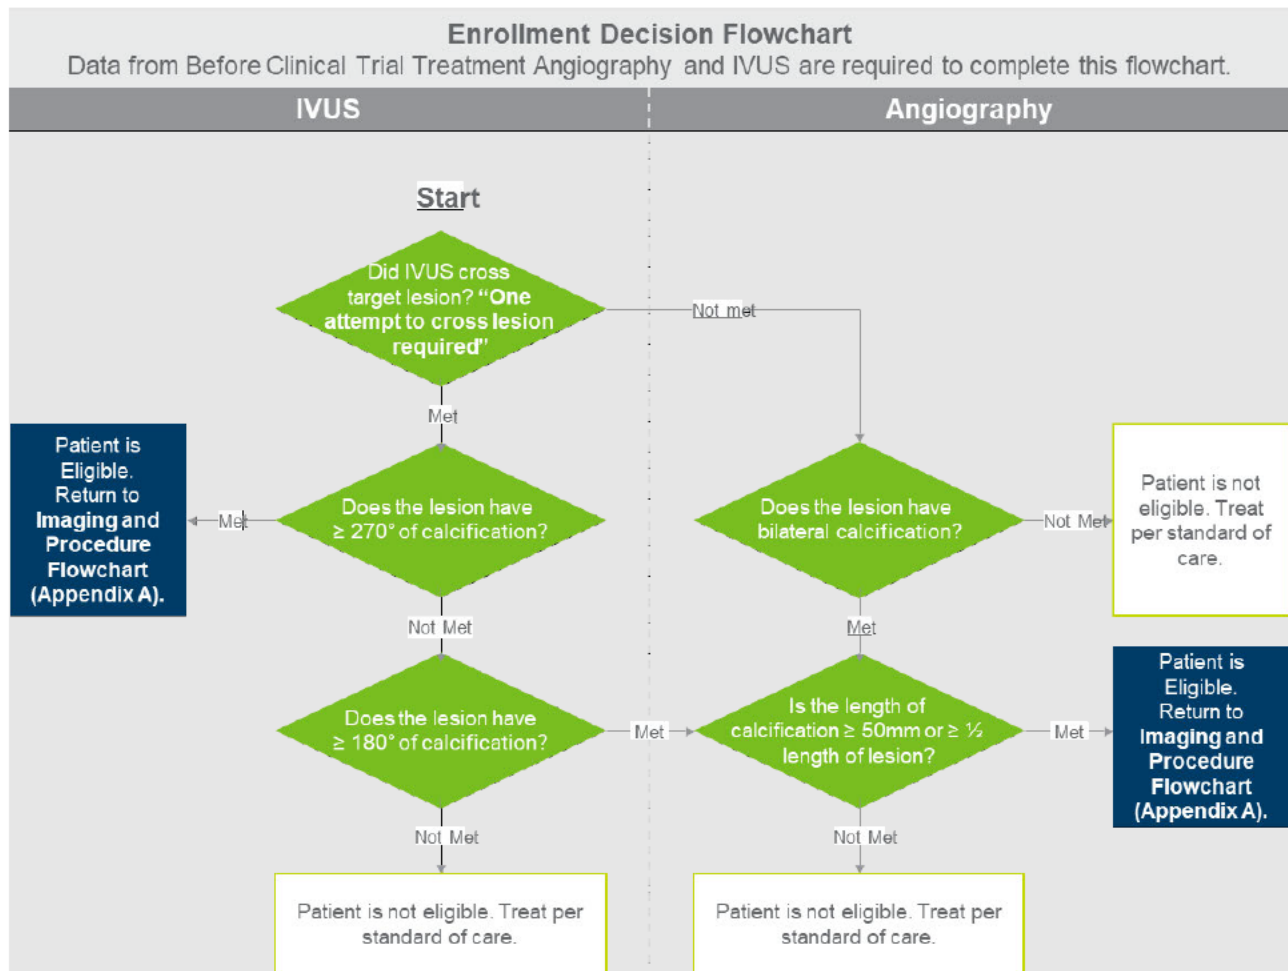 Enrollment Decision Flowchart
Data from Before Clinical Trial Treatment Angiography and IVUS are required to complete this flowchart.
IVUS
Angiography
Start
Did IVUS cross
target lesion? “One
attempt to cross lesion
required”
Not met
Met
Patient is
Eligible.
Return to
Imaging and
Procedure
Flowchart
(Appendix A).
Met
Does the lesion have
≥ 270° of calcification?
Does the lesion have
bilateral calcification?
Not Met
Patient is not
eligible. Treat
per standard of
care.
Not Met
Met
Does the lesion have
≥ 180° of calcification?
Met
Is the length of
calcification ≥ 50mm or ≥ ½
length of lesion?
Met
Patient is
Eligible.
Return to
Imaging and
Procedure
Flowchart
(Appendix A).
Not Met
Not Met
Patient is not eligible. Treat per
standard of care.
Patient is not eligible. Treat per
standard of care.